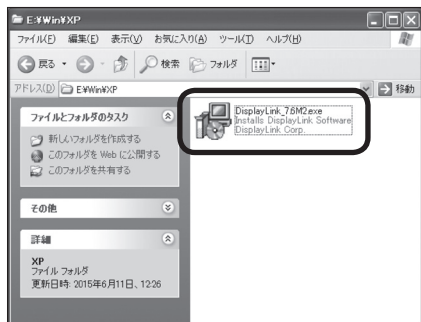 E:¥Win¥XP
ファイル(F) 編集(E) 表示(V) お気に入り(A) ツール(T) ヘルプ(H)
戻る 検索 フォルダ
アドレス(D) E:¥Win¥XP 移動
ファイルとフォルダのタスク
新しいフォルダを作成する
このフォルダを Web に公開する
このフォルダを共有する
その他
詳細
XP
ファイル フォルダ
更新日時: 2015年6月11日、12:26
DisplayLink_7.6M2.exe
Installs DisplayLink Software
DisplayLink Corp.